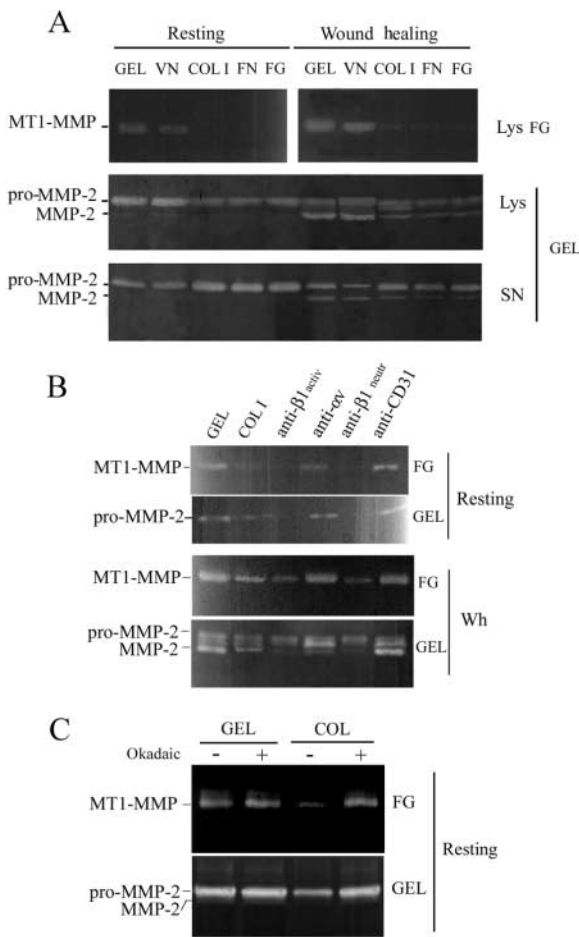 A
Resting Wound healing
GEL VN COL I FN FG GEL VN COL I FN FG
MT1-MMP Lys FG
pro-MMP-2 Lys
MMP-2
GEL
pro-MMP-2
MMP-2 SN
B
GEL COL I anti-β1activ anti-αv anti-β1neutr anti-CD31
MT1-MMP FG
Resting
pro-MMP-2 GEL
MT1-MMP FG
Wh
pro-MMP-2
MMP-2 GEL
C
GEL COL
Okadaic - + - +
MT1-MMP FG
Resting
pro-MMP-2 GEL
MMP-2